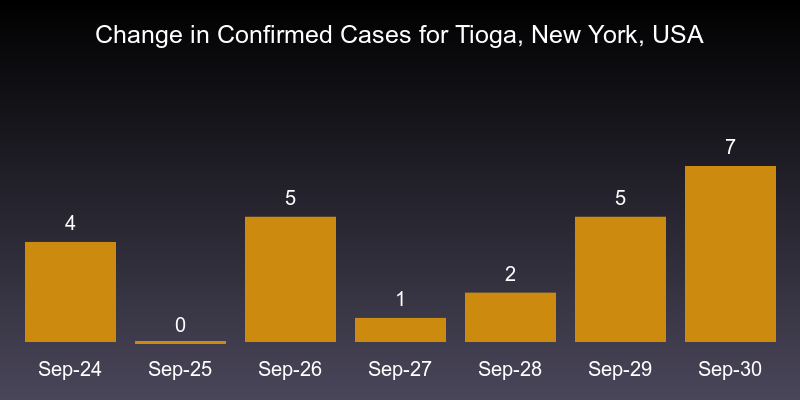 Change in Confirmed Cases for Tioga, New York, USA
4
0
5
1
2
5
7
Sep-24
Sep-25
Sep-26
Sep-27
Sep-28
Sep-29
Sep-30